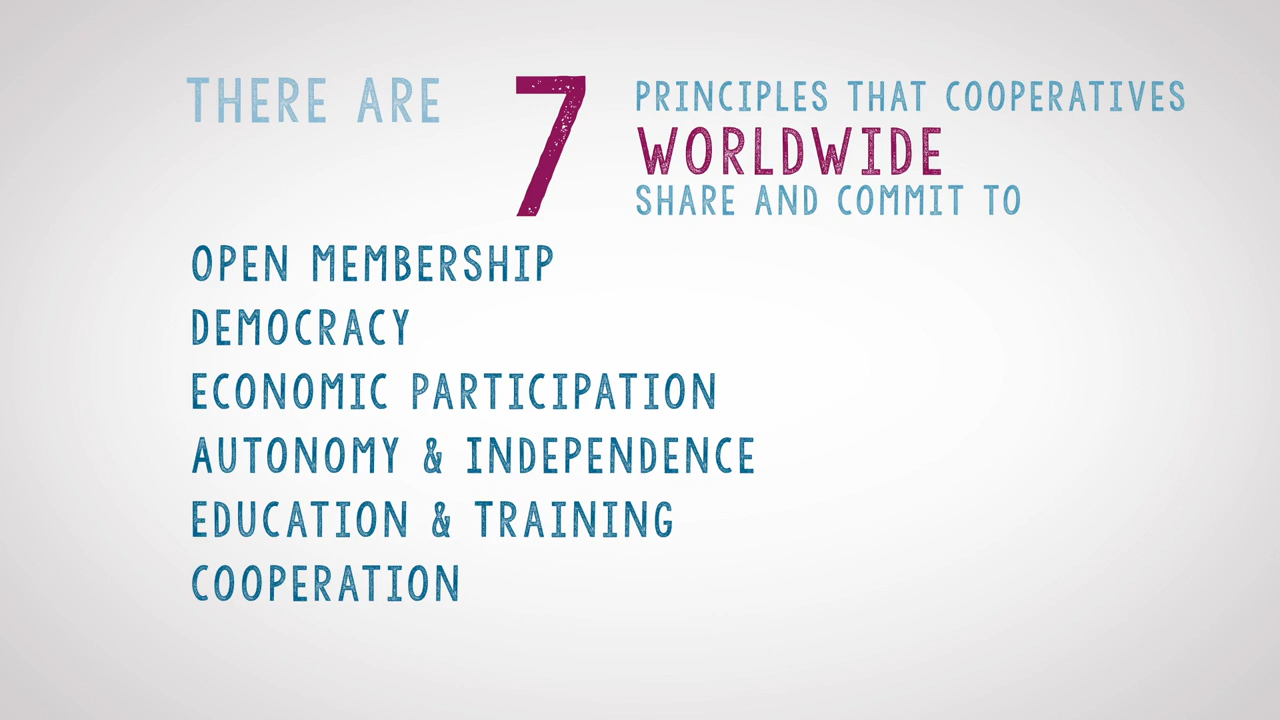 THERE ARE 7 PRINCIPLES THAT COOPERATIVES
WORLDWIDE
SHARE AND COMMIT TO
OPEN MEMBERSHIP
DEMOCRACY
ECONOMIC PARTICIPATION
AUTONOMY & INDEPENDENCE
EDUCATION & TRAINING
COOPERATION